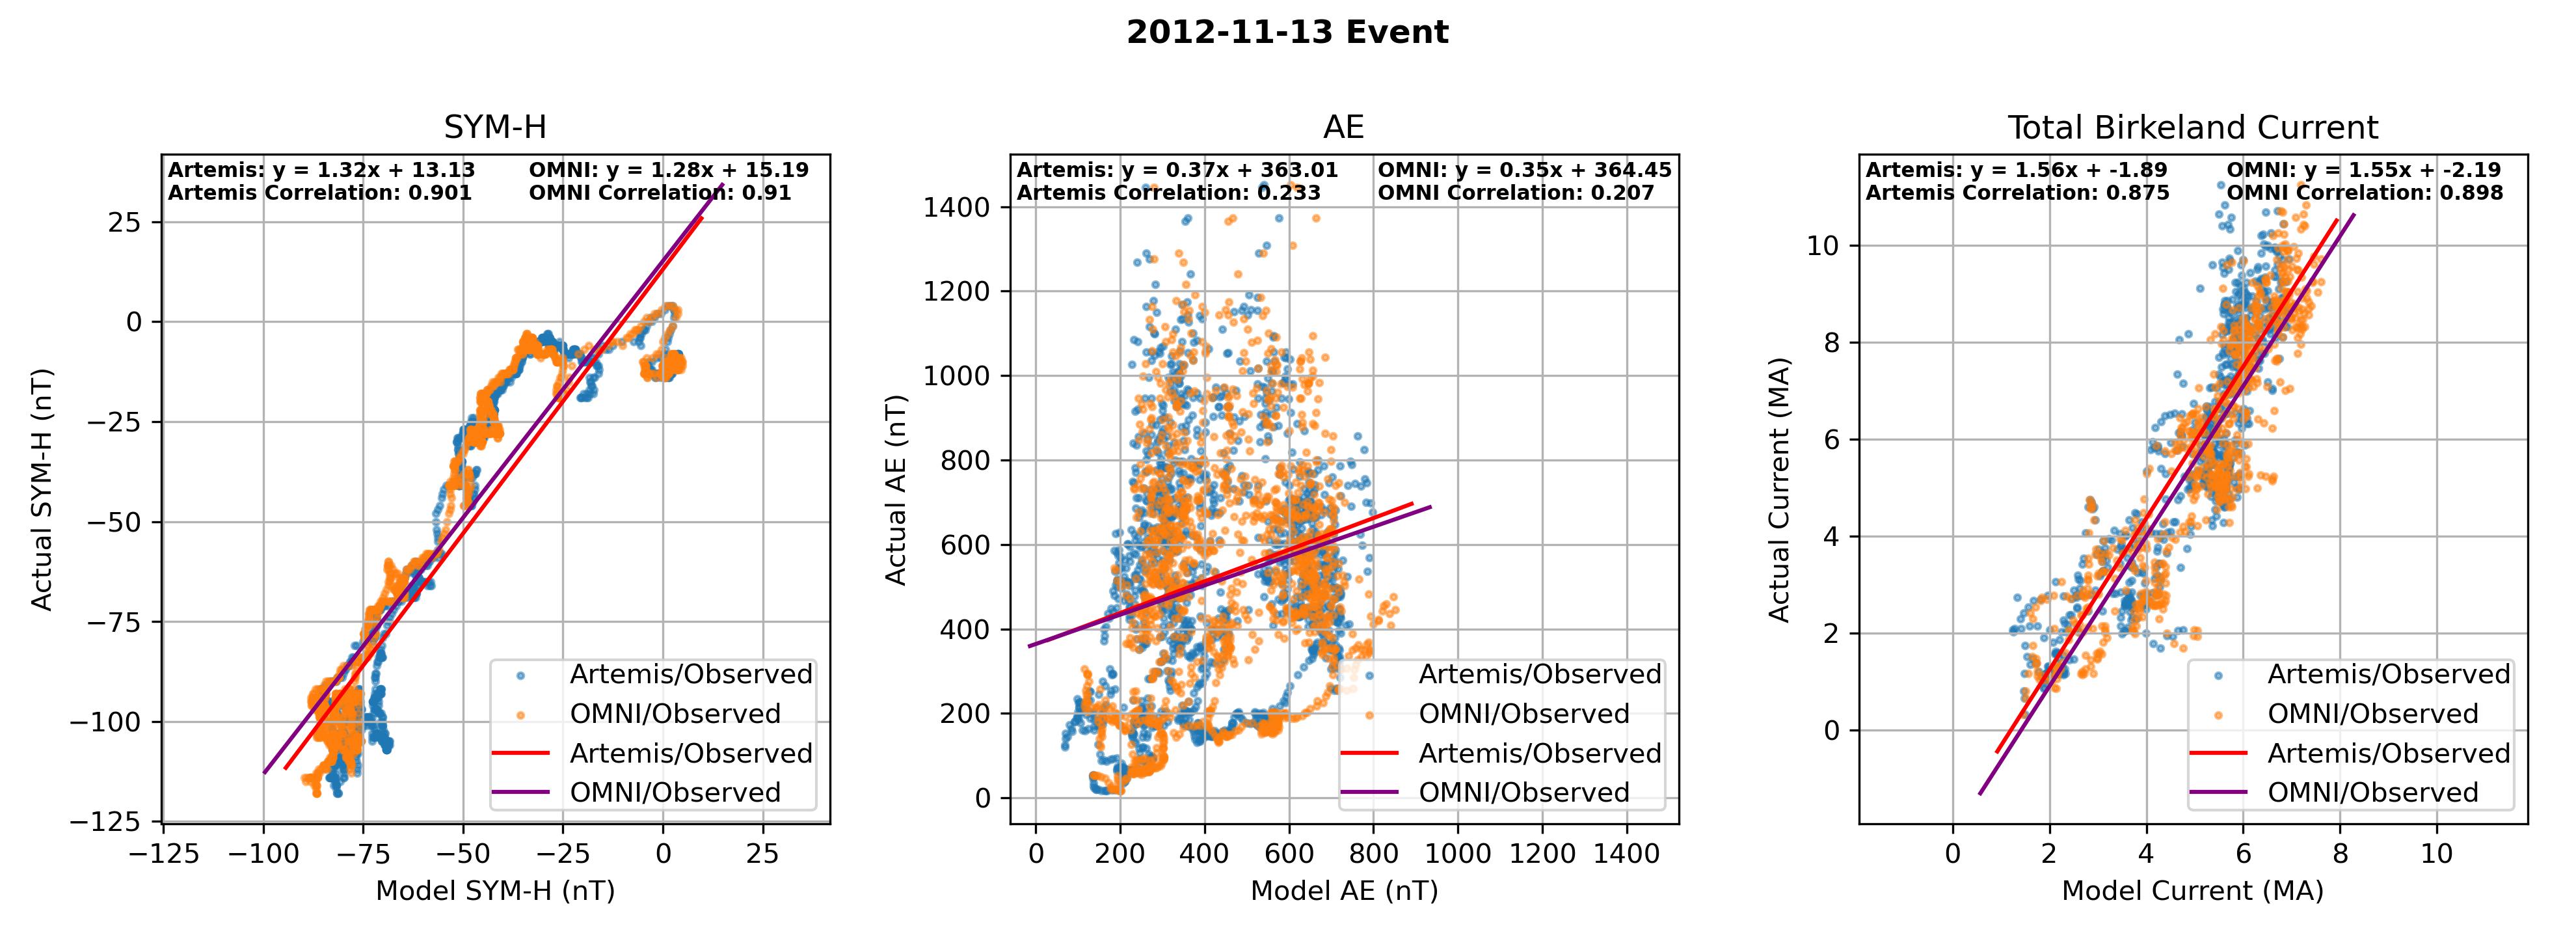 2012-11-13 Event
SYM-H
Artemis: y = 1.32x + 13.13
Artemis Correlation: 0.901
OMNI: y = 1.28x + 15.19
OMNI Correlation: 0.91
25
0
−25
−50
−75
−100
−125
Actual SYM-H (nT)
Artemis/Observed
OMNI/Observed
Artemis/Observed
OMNI/Observed
−125 −100 −75 −50 −25 0 25
Model SYM-H (nT)
AE
Artemis: y = 0.37x + 363.01
Artemis Correlation: 0.233
OMNI: y = 0.35x + 364.45
OMNI Correlation: 0.207
1400
1200
1000
800
600
400
200
0
Actual AE (nT)
Artemis/Observed
OMNI/Observed
Artemis/Observed
OMNI/Observed
0 200 400 600 800 1000 1200 1400
Model AE (nT)
Total Birkeland Current
Artemis: y = 1.56x + -1.89
Artemis Correlation: 0.875
OMNI: y = 1.55x + -2.19
OMNI Correlation: 0.898
10
8
6
4
2
0
Actual Current (MA)
Artemis/Observed
OMNI/Observed
Artemis/Observed
OMNI/Observed
0 2 4 6 8 10
Model Current (MA)